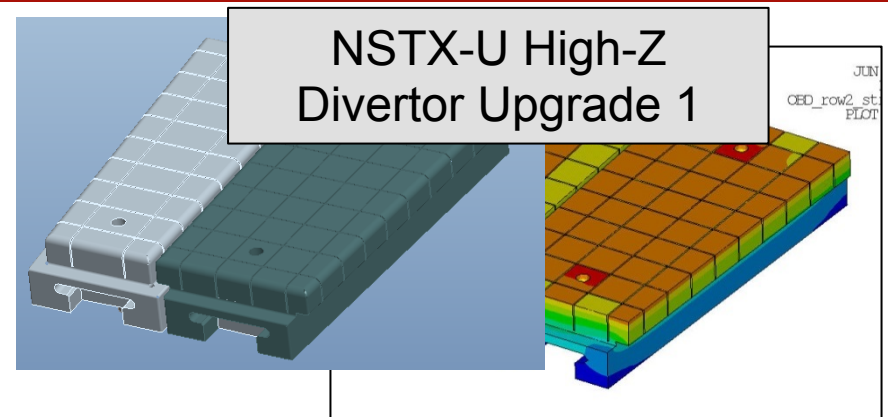 NSTX-U High-Z
Divertor Upgrade 1
JUN
OBD_row2_st
PLOT